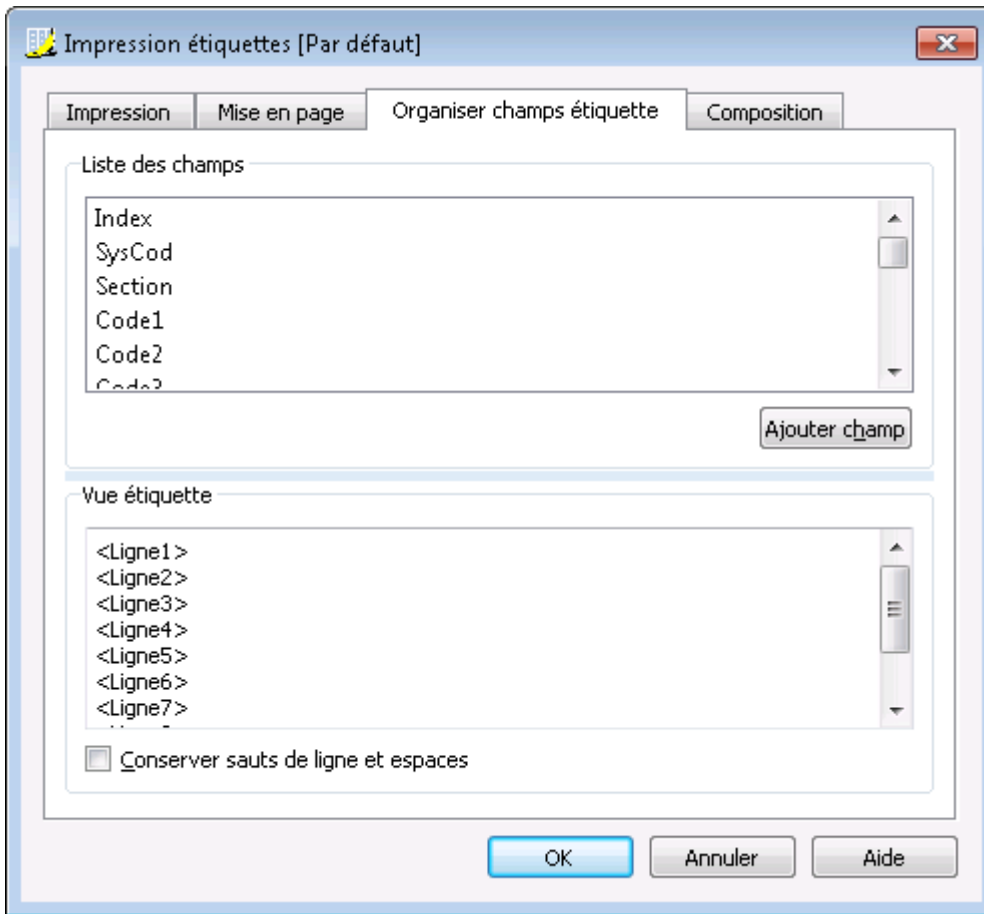 Impression étiquettes [Par défaut]
Impression Mise en page Organiser champs étiquette Composition
Liste des champs
Index
SysCod
Section
Code1
Code2
Ajouter champ
Vue étiquette
<Ligne1>
<Ligne2>
<Ligne3>
<Ligne4>
<Ligne5>
<Ligne6>
<Ligne7>
Conserver sauts de ligne et espaces
OK Annuler Aide